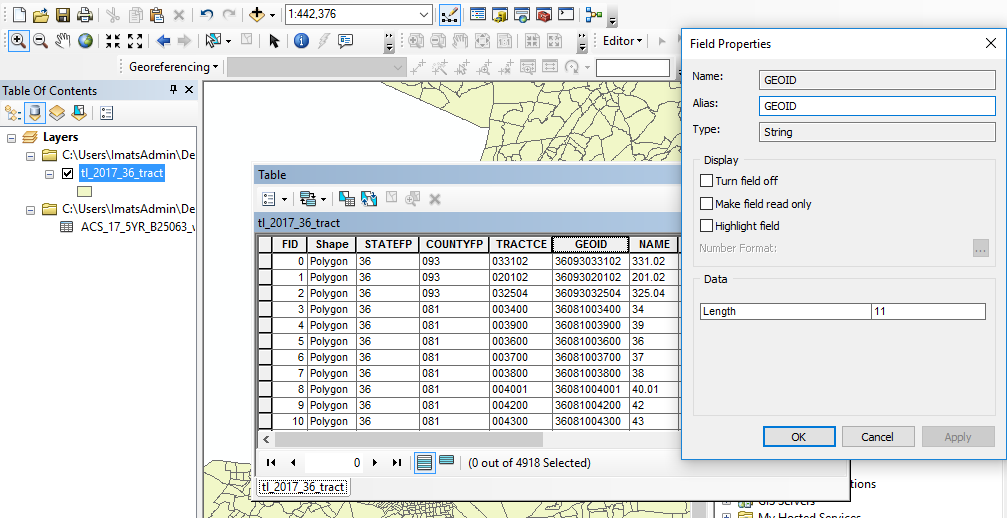 1:442,376
Editor
Georeferencing
Table Of Contents
Layers
C:\Users\ImatsAdmin\De
tl_2017_36_tract
C:\Users\ImatsAdmin\De
ACS_17_5YR_B25063_
Table
tl_2017_36_tract
FID Shape STATEFP COUNTYFP TRACTCE GEOID NAME
0 Polygon 36 093 033102 36093033102 331.02
1 Polygon 36 093 020102 36093020102 201.02
2 Polygon 36 093 032504 36093032504 325.04
3 Polygon 36 081 003400 36081003400 34
4 Polygon 36 081 003900 36081003900 39
5 Polygon 36 081 003600 36081003600 36
6 Polygon 36 081 003700 36081003700 37
7 Polygon 36 081 003800 36081003800 38
8 Polygon 36 081 004001 36081004001 40.01
9 Polygon 36 081 004200 36081004200 42
10 Polygon 36 081 004300 36081004300 43
0
(0 out of 4918 Selected)
tl_2017_36_tract
Field Properties
Name: GEOID
Alias: GEOID
Type: String
Display
Turn field off
Make field read only
Highlight field
Number Format: ...
Data
Length 11
OK Cancel Apply
tions
GIS Servers
My Hosted Services